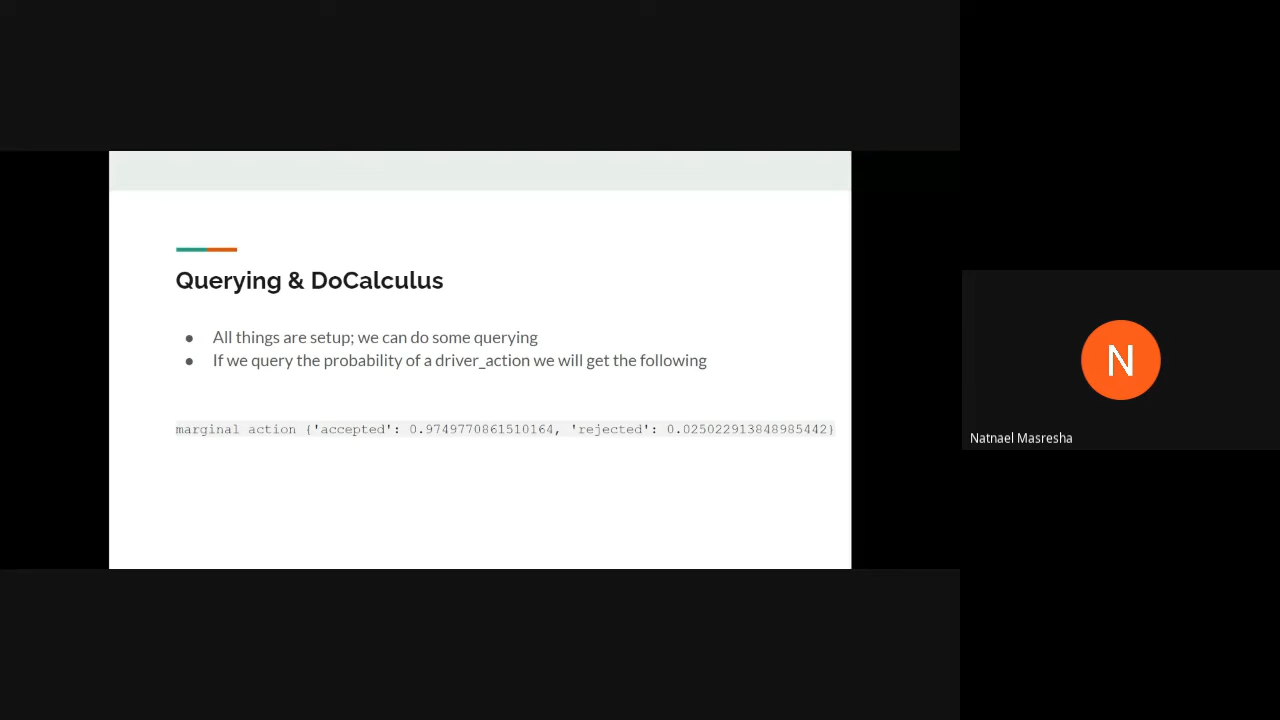 Querying & DoCalculus
● All things are setup; we can do some querying
● If we query the probability of a driver_action we will get the following
marginal action {'accepted': 0.9749770861510164, 'rejected': 0.025022913848985442}
N
Natnael Masresha